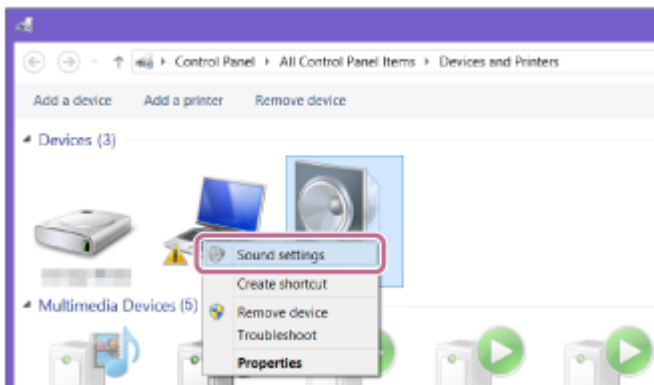 Control Panel All Control Panel Items Devices and Printers
Add a device Add a printer Remove device
Devices (3)
Sound settings
Create shortcut
Multimedia Devices (5)
Remove device
Troubleshoot
Properties